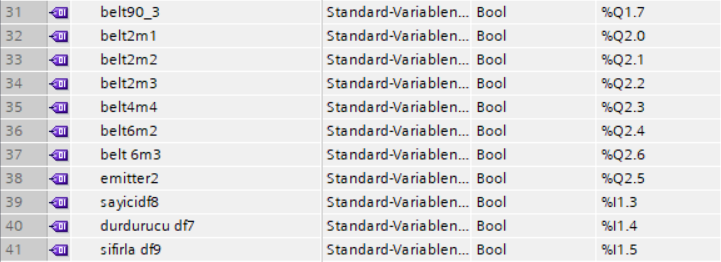 31 belt90_3 Standard-Variablen... Bool %Q1.7
32 belt2m1 Standard-Variablen... Bool %Q2.0
33 belt2m2 Standard-Variablen... Bool %Q2.1
34 belt2m3 Standard-Variablen... Bool %Q2.2
35 belt4m4 Standard-Variablen... Bool %Q2.3
36 belt6m2 Standard-Variablen... Bool %Q2.4
37 belt 6m3 Standard-Variablen... Bool %Q2.6
38 emitter2 Standard-Variablen... Bool %Q2.5
39 sayicidf8 Standard-Variablen... Bool %I1.3
40 durdurucu df7 Standard-Variablen... Bool %I1.4
41 sifirla df9 Standard-Variablen... Bool %I1.5